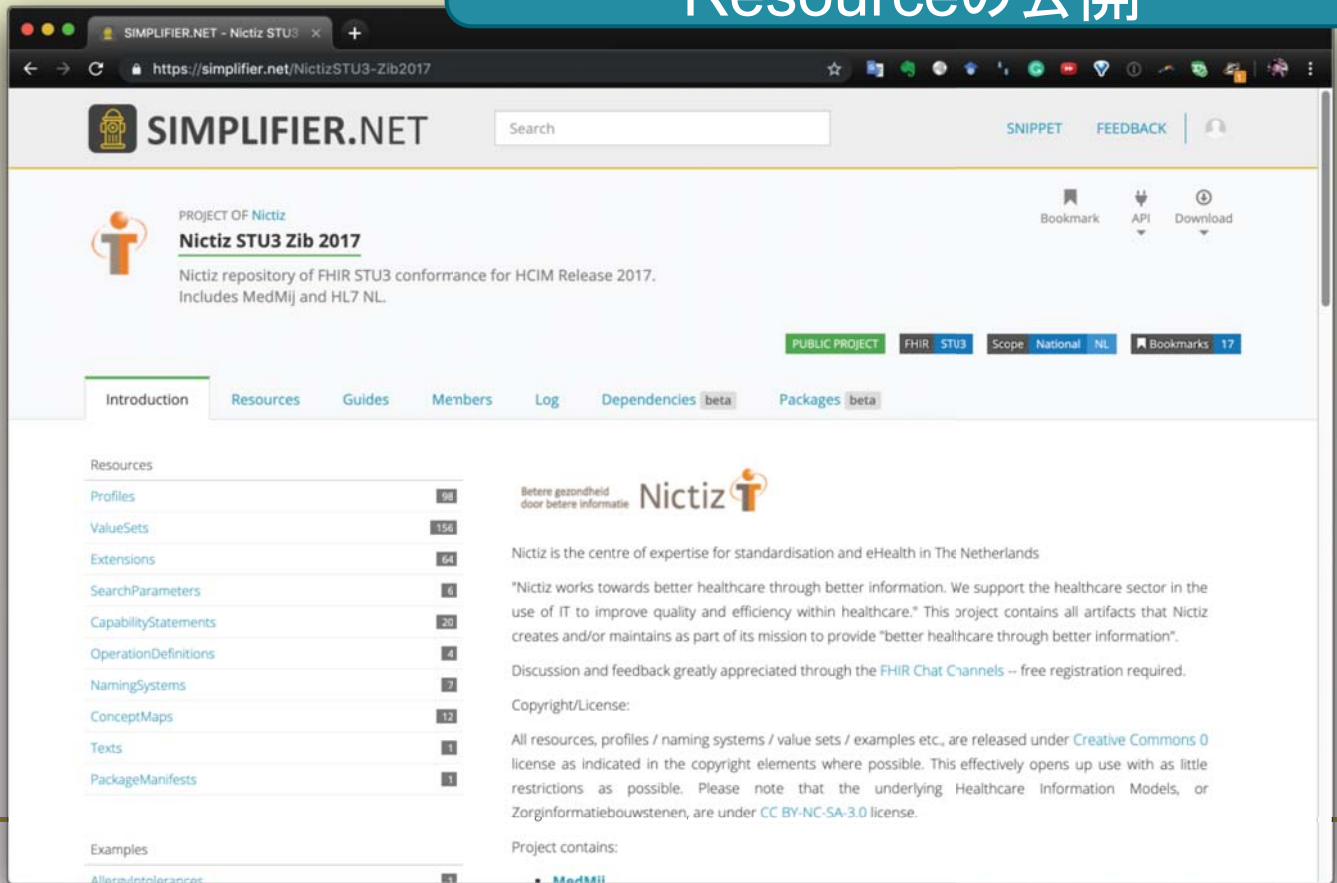 Resourceの公開
SIMPLIFIER.NET - Nictiz STU3
https://simplifier.net/NictizSTU3-Zib2017
SIMPLIFIER.NET
Search
SNIPPET FEEDBACK
PROJECT OF Nictiz
Nictiz STU3 Zib 2017
Nictiz repository of FHIR STU3 conformance for HCIM Release 2017.
Includes MedMij and HL7 NL.
Bookmark API Download
PUBLIC PROJECT FHIR STU3 Scope National NL Bookmarks 17
Introduction Resources Guides Members Log Dependencies beta Packages beta
Resources
Profiles 98
ValueSets 156
Extensions 64
SearchParameters 6
CapabilityStatements 20
OperationDefinitions 4
NamingSystems 7
ConceptMaps 12
Texts 1
PackageManifests 1
Examples
AllergyIntolerances 1
Betere gezondheid
door betere informatie Nictiz
Nictiz is the centre of expertise for standardisation and eHealth in The Netherlands
"Nictiz works towards better healthcare through better information. We support the healthcare sector in the
use of IT to improve quality and efficiency within healthcare." This project contains all artifacts that Nictiz
creates and/or maintains as part of its mission to provide "better healthcare through better information".
Discussion and feedback greatly appreciated through the FHIR Chat Channels -- free registration required.
Copyright/License:
All resources, profiles / naming systems / value sets / examples etc., are released under Creative Commons 0
license as indicated in the copyright elements where possible. This effectively opens up use with as little
restrictions as possible. Please note that the underlying Healthcare Information Models, or
Zorginformatiebouwstenen, are under CC BY-NC-SA-3.0 license.
Project contains:
MedMij